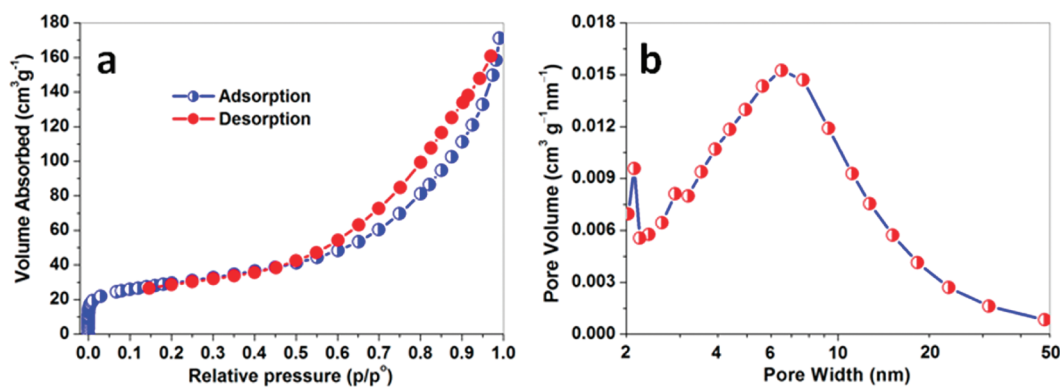 a
Adsorption
Desorption
Volume Absorbed (cm³g⁻¹)
180
160
140
120
100
80
60
40
20
0
0.0 0.1 0.2 0.3 0.4 0.5 0.6 0.7 0.8 0.9 1.0
Relative pressure (p/p°)
b
Pore Volume (cm³ g⁻¹nm⁻¹)
0.018
0.015
0.012
0.009
0.006
0.003
0.000
2 4 6 8 10 20 50
Pore Width (nm)